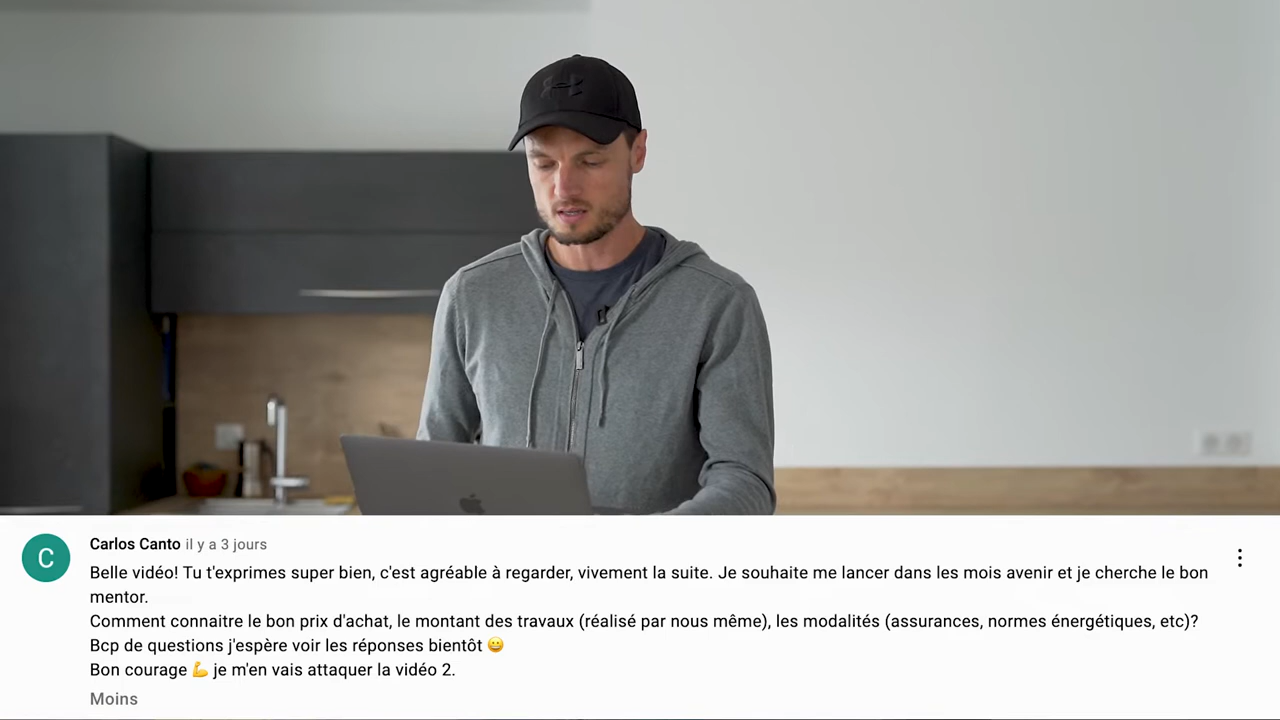 C
Carlos Canto il y a 3 jours
Belle vidéo! Tu t'exprimes super bien, c'est agréable à regarder, vivement la suite. Je souhaite me lancer dans les mois avenir et je cherche le bon
mentor.
Comment connaitre le bon prix d'achat, le montant des travaux (réalisé par nous même), les modalités (assurances, normes énergétiques, etc)?
Bcp de questions j'espère voir les réponses bientôt 😀
Bon courage 💪 je m'en vais attaquer la vidéo 2.
Moins